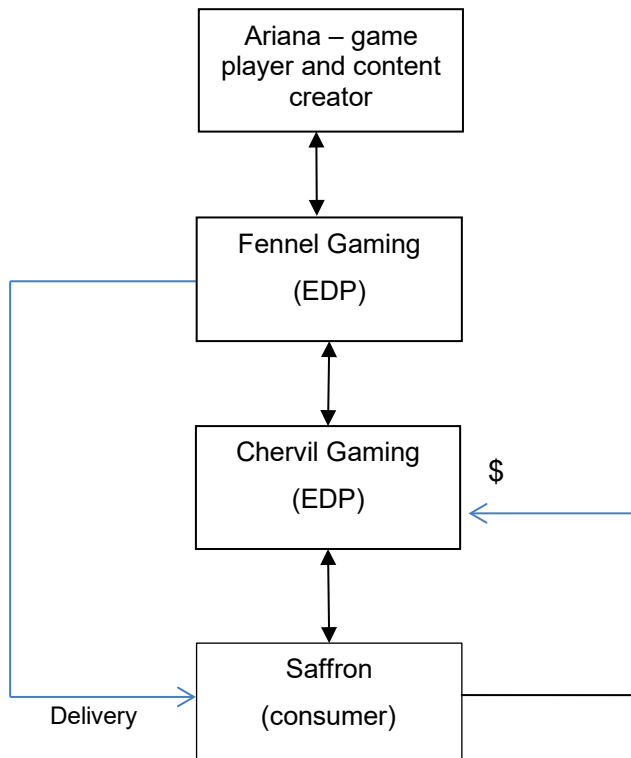 Ariana – game
player and content
creator
Fennel Gaming
(EDP)
Chervil Gaming
(EDP)
$
Saffron
(consumer)
Delivery